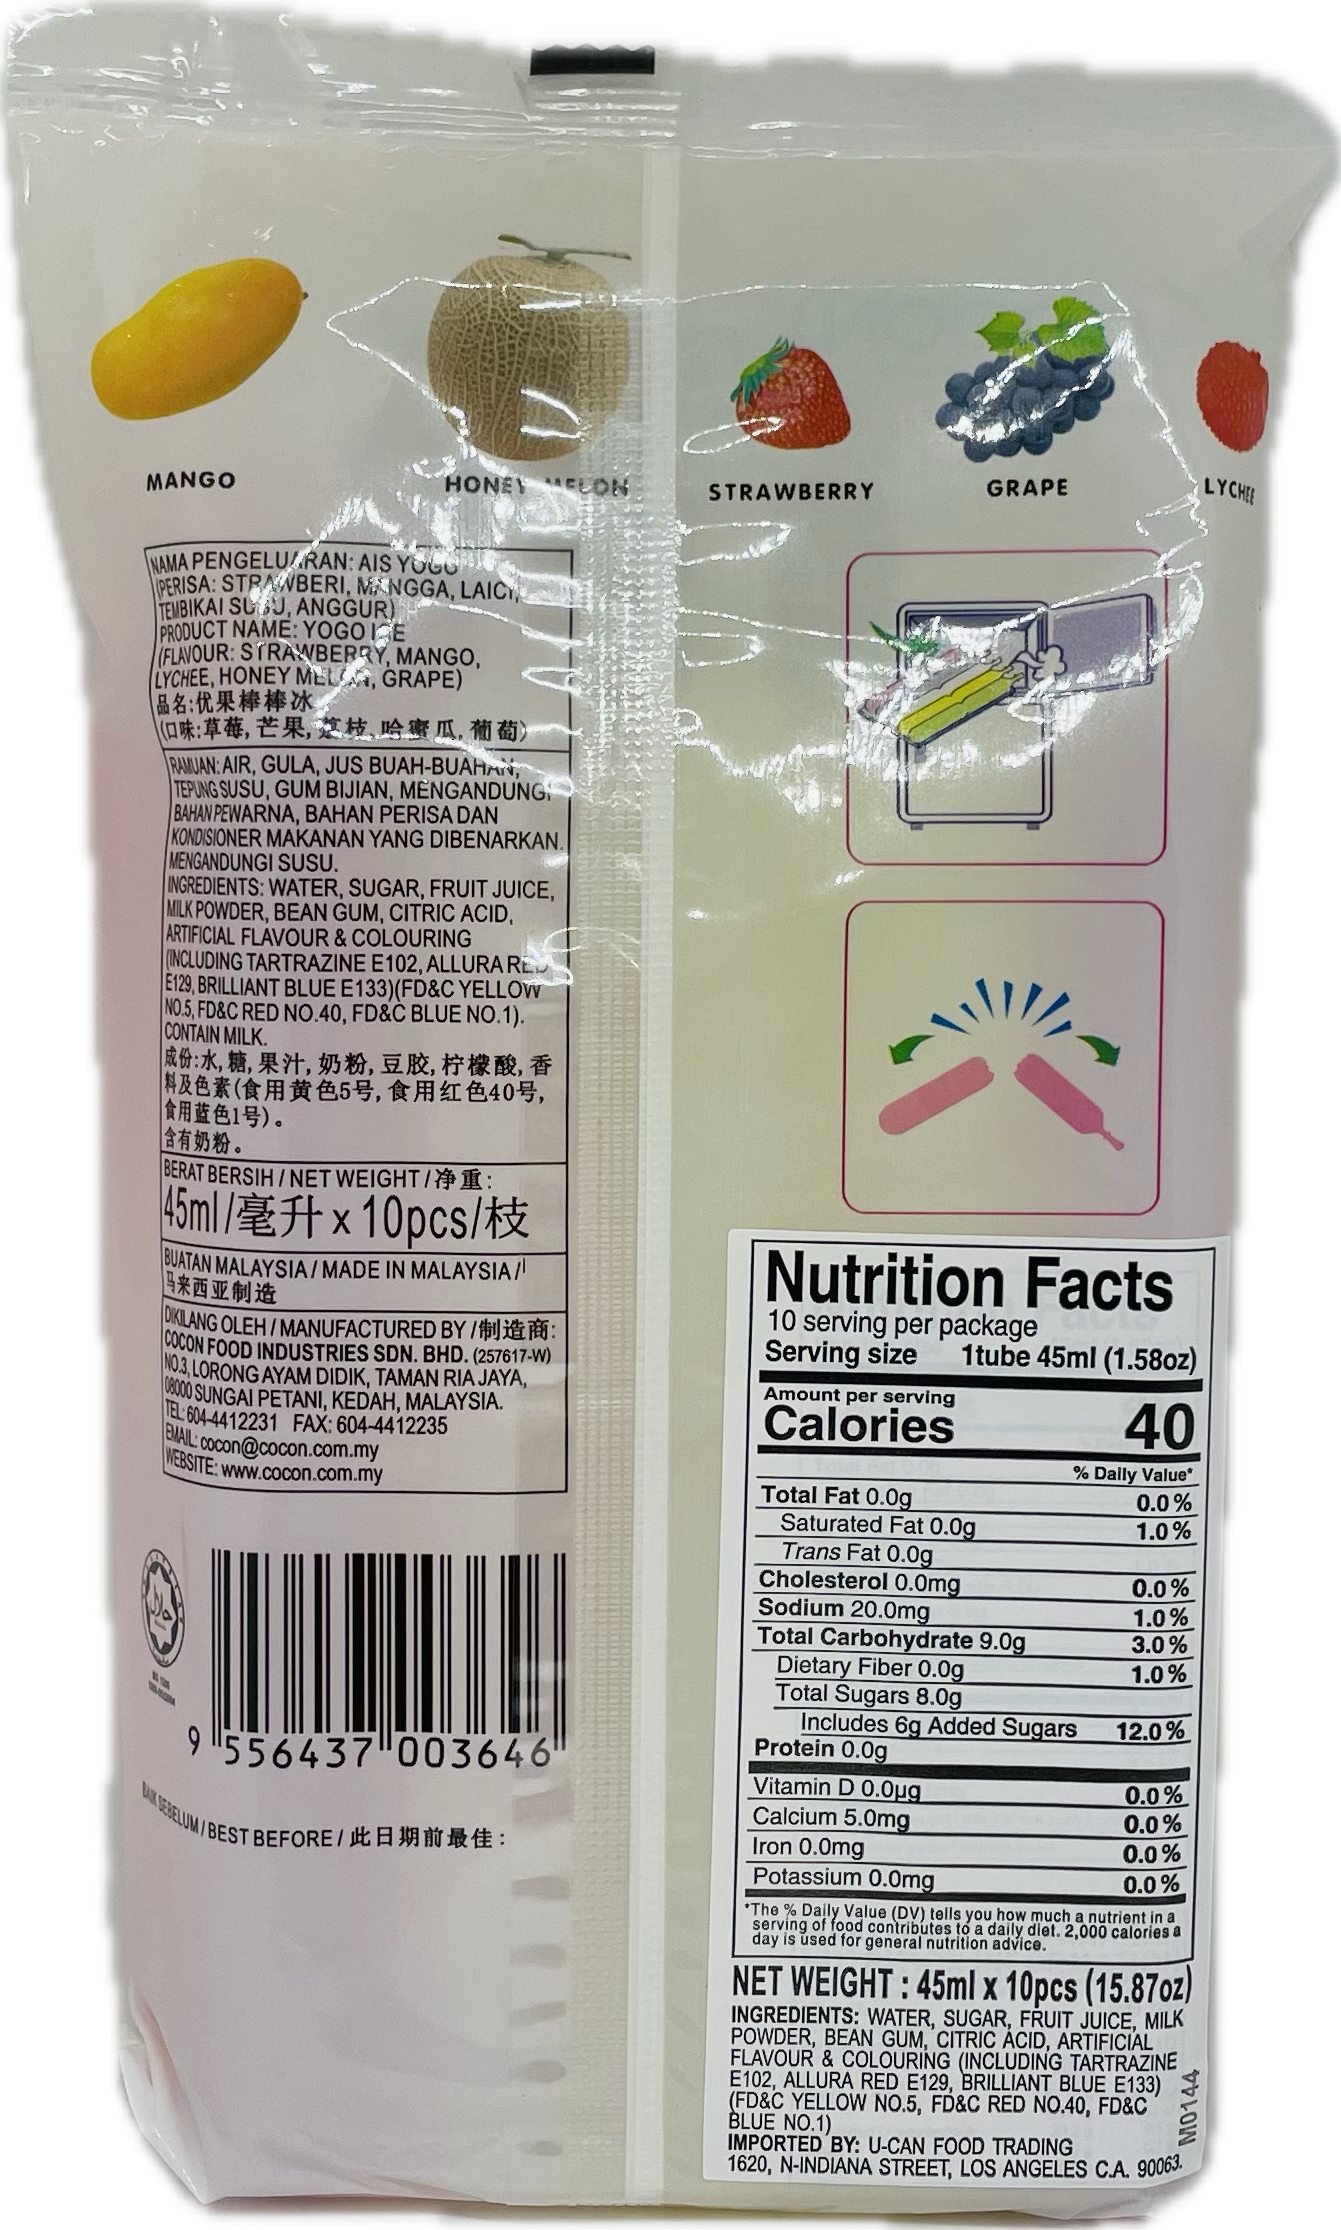 MANGO
HONEY MELON
STRAWBERRY
GRAPE
LYCHEE
NAMA PENGELUARAN: AIS YOGO
(PERISA: STRAWBERI, MANGGA, LAICI,
TEMBIKAI SUSU, ANGGUR)
PRODUCT NAME: YOGO ICE
(FLAVOUR: STRAWBERRY, MANGO,
LYCHEE, HONEY MELON, GRAPE)
品名:优果棒棒冰
(口味:草莓, 芒果, 荔枝, 哈蜜瓜, 葡萄)
RAMUAN: AIR, GULA, JUS BUAH-BUAHAN,
TEPUNG SUSU, GUM BIJIAN, MENGANDUNGI
BAHAN PEWARNA, BAHAN PERISA DAN
KONDISIONER MAKANAN YANG DIBENARKAN.
MENGANDUNGI SUSU.
INGREDIENTS: WATER, SUGAR, FRUIT JUICE,
MILK POWDER, BEAN GUM, CITRIC ACID,
ARTIFICIAL FLAVOUR & COLOURING
(INCLUDING TARTRAZINE E102, ALLURA RED
E129, BRILLIANT BLUE E133)(FD&C YELLOW
NO.5, FD&C RED NO.40, FD&C BLUE NO.1).
CONTAIN MILK.
成份:水, 糖, 果汁, 奶粉, 豆胶, 柠檬酸, 香
料及色素(食用黄色5号, 食用红色40号,
食用蓝色1号)。
含有奶粉。
BERAT BERSIH / NET WEIGHT / 净重:
45ml /毫升 x 10pcs/枝
BUATAN MALAYSIA / MADE IN MALAYSIA /
马来西亚制造
DIKILANG OLEH / MANUFACTURED BY /制造商:
COCON FOOD INDUSTRIES SDN. BHD. (257617-W)
NO.3, LORONG AYAM DIDIK, TAMAN RIA JAYA,
08000 SUNGAI PETANI, KEDAH, MALAYSIA.
TEL: 604-4412231 FAX: 604-4412235
EMAIL: cocon@cocon.com.my
WEBSITE: www.cocon.com.my
9 556437 003646
BAIK SEBELUM / BEST BEFORE / 此日期前最佳:
Nutrition Facts
10 serving per package
Serving size 1tube 45ml (1.58oz)
Amount per serving
Calories 40
% Daily Value*
Total Fat 0.0g 0.0%
Saturated Fat 0.0g 1.0%
Trans Fat 0.0g
Cholesterol 0.0mg 0.0%
Sodium 20.0mg 1.0%
Total Carbohydrate 9.0g 3.0%
Dietary Fiber 0.0g 1.0%
Total Sugars 8.0g
Includes 6g Added Sugars 12.0%
Protein 0.0g
Vitamin D 0.0µg 0.0%
Calcium 5.0mg 0.0%
Iron 0.0mg 0.0%
Potassium 0.0mg 0.0%
*The % Daily Value (DV) tells you how much a nutrient in a
serving of food contributes to a daily diet. 2,000 calories a
day is used for general nutrition advice.
NET WEIGHT : 45ml x 10pcs (15.87oz)
INGREDIENTS: WATER, SUGAR, FRUIT JUICE, MILK
POWDER, BEAN GUM, CITRIC ACID, ARTIFICIAL
FLAVOUR & COLOURING (INCLUDING TARTRAZINE
E102, ALLURA RED E129, BRILLIANT BLUE E133)
(FD&C YELLOW NO.5, FD&C RED NO.40, FD&C
BLUE NO.1)
IMPORTED BY: U-CAN FOOD TRADING
1620, N-INDIANA STREET, LOS ANGELES C.A. 90063.
M0144